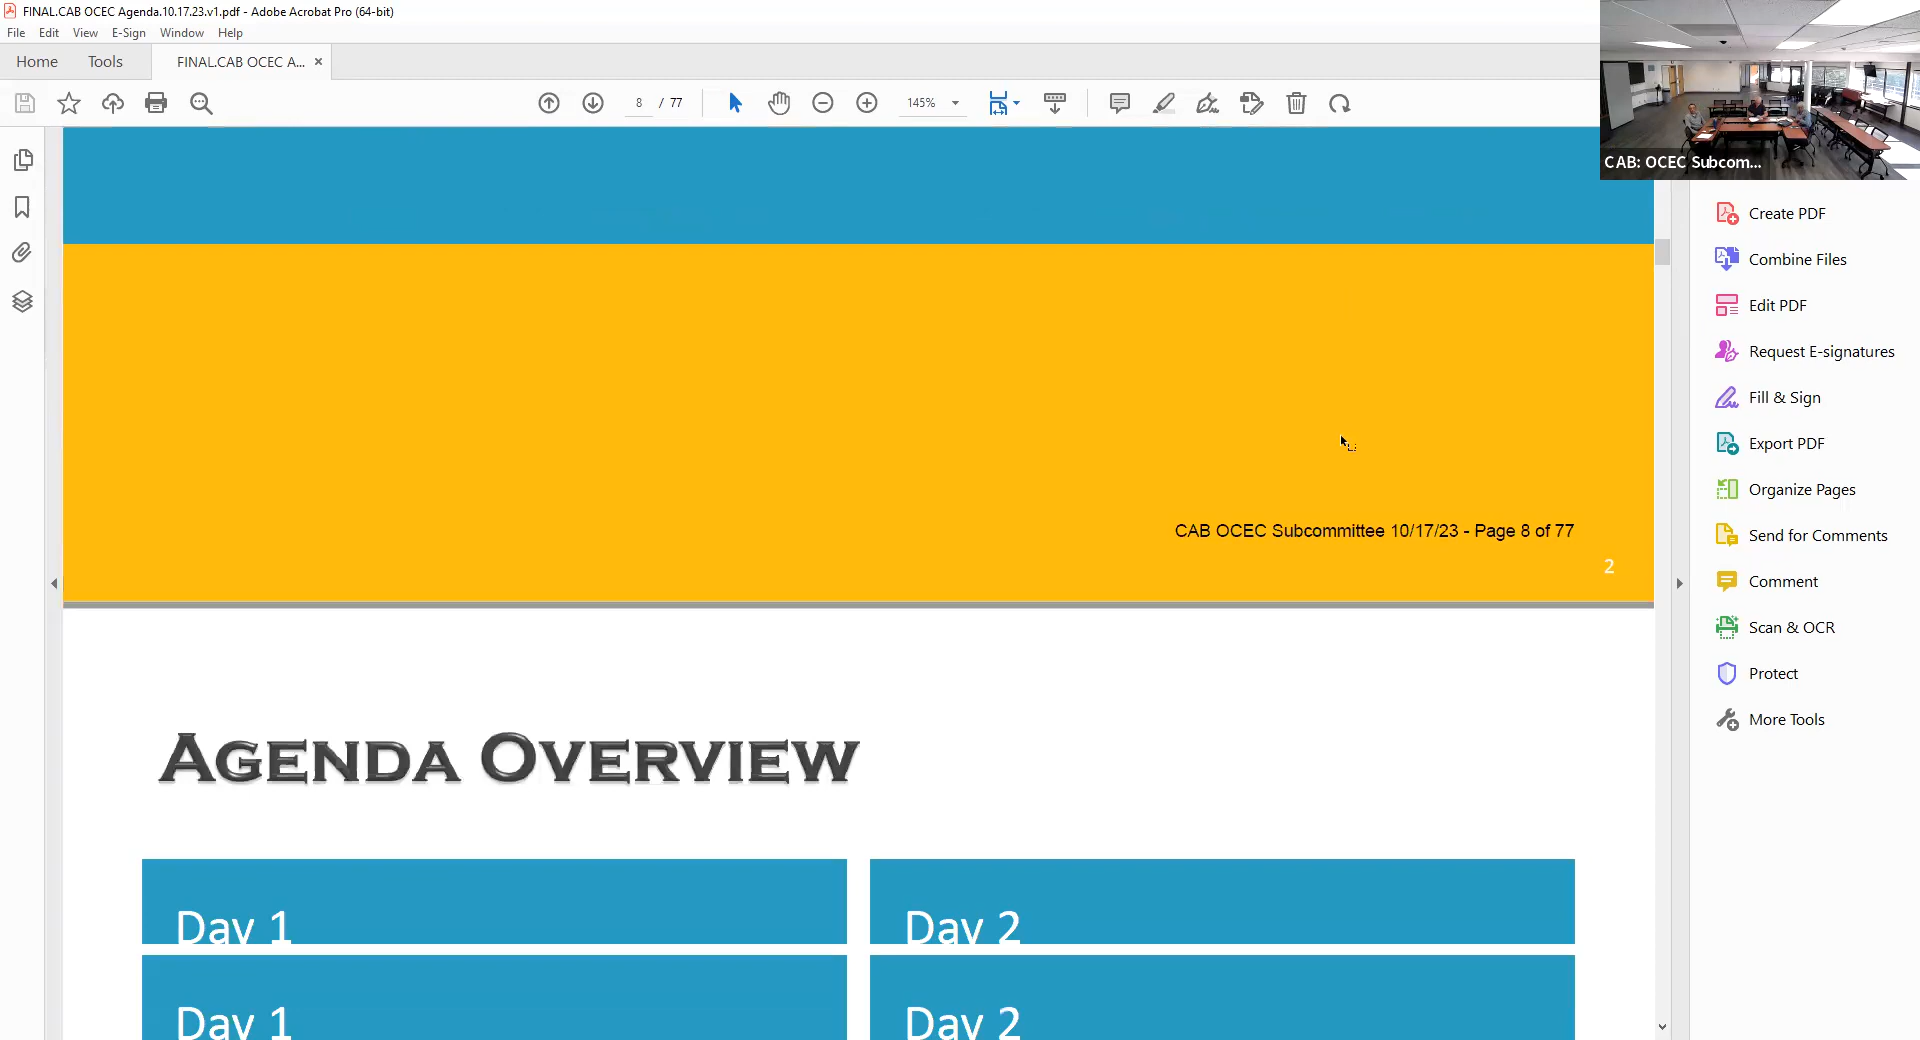 FINAL.CAB OCEC Agenda.10.17.23.v1.pdf - Adobe Acrobat Pro (64-bit)
File Edit View E-Sign Window Help
Home Tools FINAL.CAB OCEC A... ×
8 / 77 145%
CAB: OCEC Subcom...
Create PDF
Combine Files
Edit PDF
Request E-signatures
Fill & Sign
Export PDF
Organize Pages
Send for Comments
Comment
Scan & OCR
Protect
More Tools
CAB OCEC Subcommittee 10/17/23 - Page 8 of 77
2
AGENDA OVERVIEW
Day 1 Day 2
Day 1 Day 2